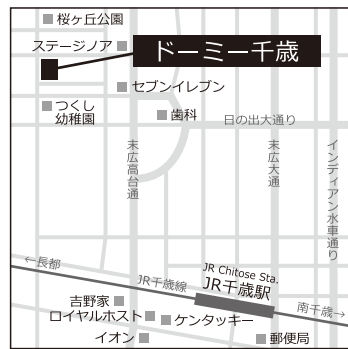 桜ヶ丘公園
ステージノア
ドーミー千歳
セブンイレブン
つくし
幼稚園
歯科
日の出大通り
末広高台通
末広大通
インディアン水車通り
←長都
JR Chitose Sta.
JR千歳線
JR千歳駅
南千歳→
吉野家
ロイヤルホスト
ケンタッキー
イオン
郵便局